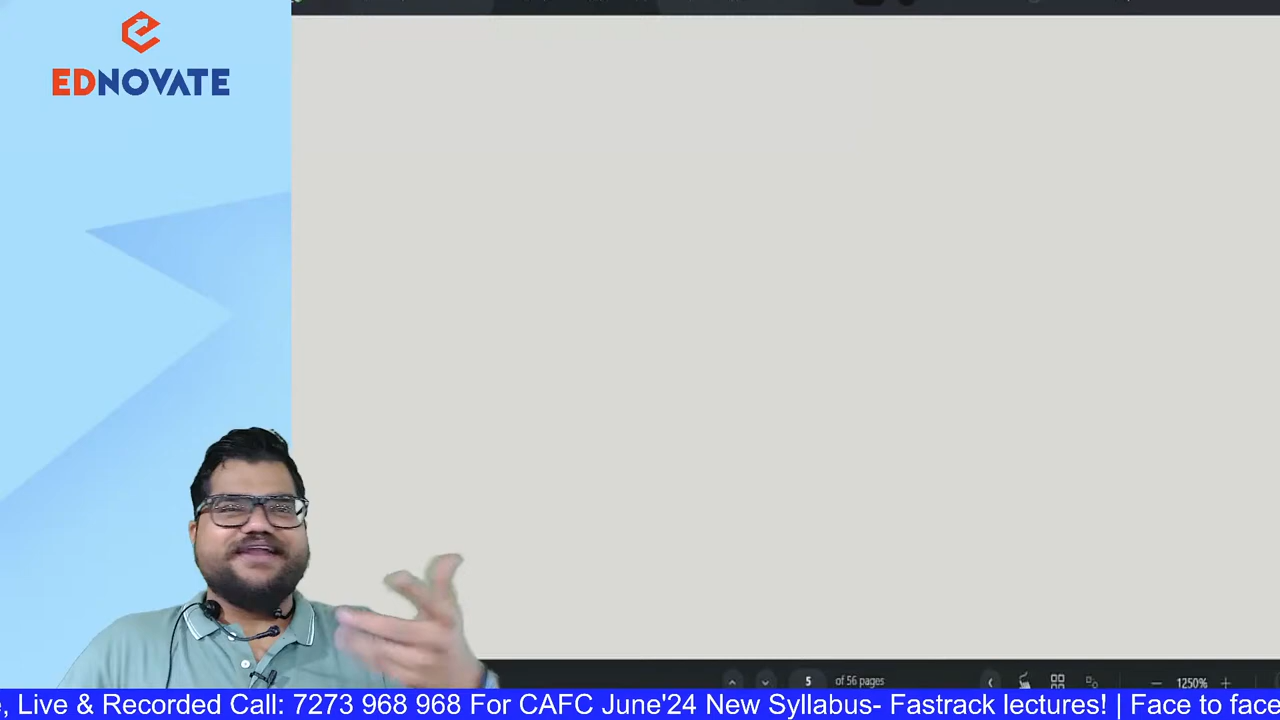 EDNOVATE
5 of 56 pages
1250%
, Live & Recorded Call: 7273 968 968 For CAFC June'24 New Syllabus- Fastrack lectures! | Face to face